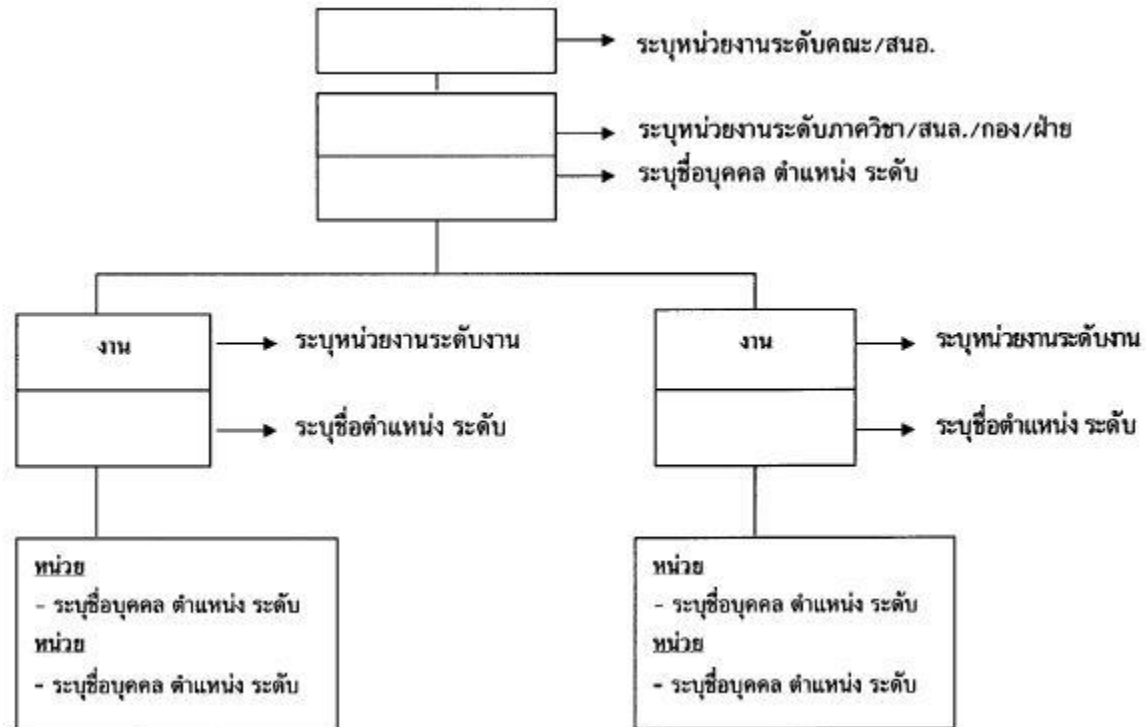 ระบุหน่วยงานระดับคณะ/สนอ.
ระบุหน่วยงานระดับภาควิชา/สนล./กอง/ฝ่าย
ระบุชื่อบุคคล ตำแหน่ง ระดับ
งาน
ระบุหน่วยงานระดับงาน
ระบุชื่อตำแหน่ง ระดับ
งาน
ระบุหน่วยงานระดับงาน
ระบุชื่อตำแหน่ง ระดับ
หน่วย
- ระบุชื่อบุคคล ตำแหน่ง ระดับ
หน่วย
- ระบุชื่อบุคคล ตำแหน่ง ระดับ
หน่วย
- ระบุชื่อบุคคล ตำแหน่ง ระดับ
หน่วย
- ระบุชื่อบุคคล ตำแหน่ง ระดับ